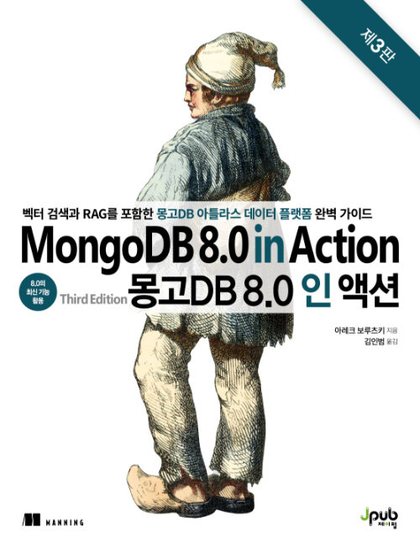 제3판
벡터 검색과 RAG를 포함한 몽고DB 아틀라스 데이터 플랫폼 완벽 가이드
MongoDB 8.0 in Action
8.0의
최신 기능
활용
Third Edition 몽고DB 8.0 인 액션
아레크 보루츠키 지음
김인범 옮김
MANNING
Jpub
제이펍